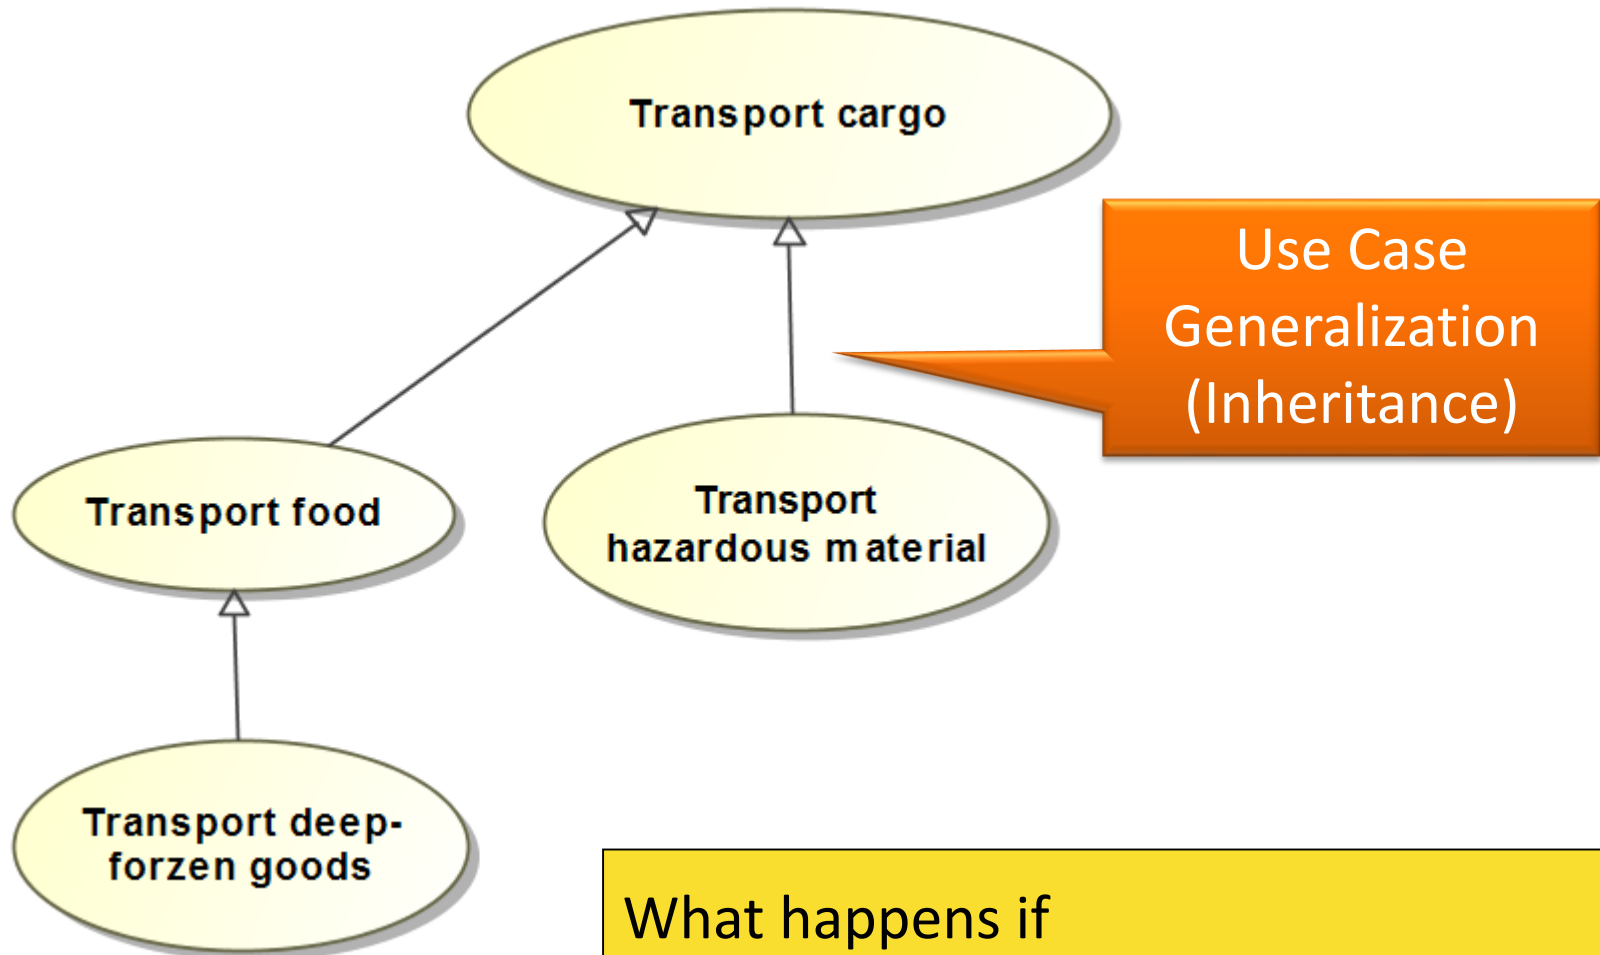 Transport cargo
Use Case
Generalization
(Inheritance)
Transport food
Transport
hazardous material
Transport deep-
forzen goods
What happens if